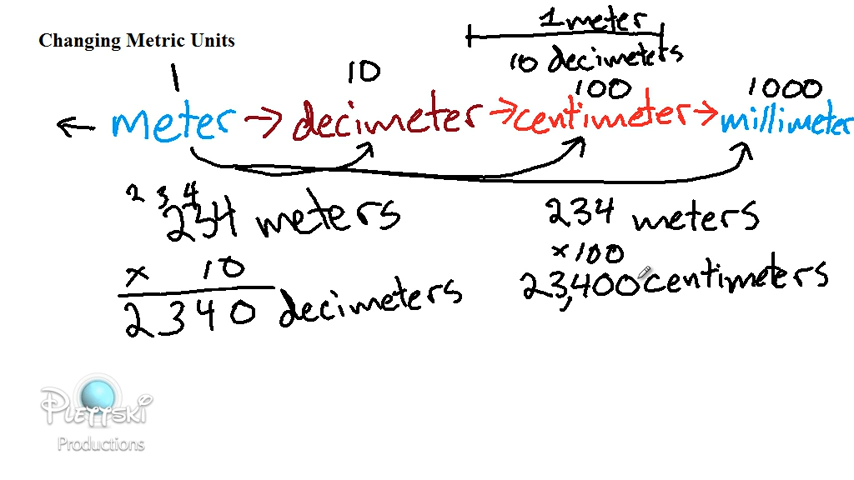 Changing Metric Units
1 meter
10 decimeters
1 10 100 1000
← meter → decimeter → centimeter → millimeter
2 3 4
234 meters
x 10
2340 decimeters
234 meters
x 100
23,400 centimeters
PLETTSKI
Productions